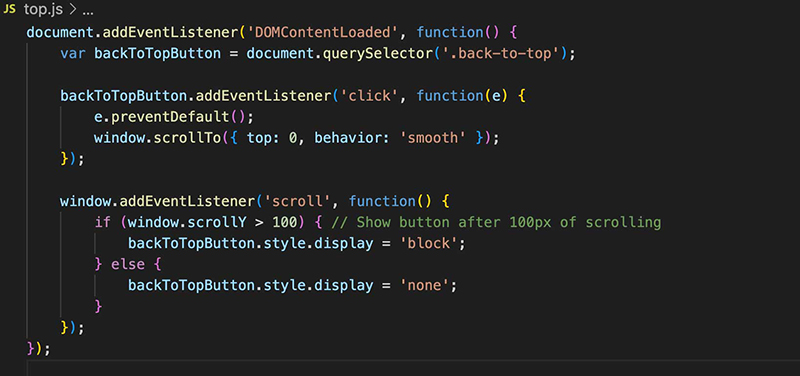 JS top.js > ...
document.addEventListener('DOMContentLoaded', function() {
    var backToTopButton = document.querySelector('.back-to-top');

    backToTopButton.addEventListener('click', function(e) {
        e.preventDefault();
        window.scrollTo({ top: 0, behavior: 'smooth' });
    });

    window.addEventListener('scroll', function() {
        if (window.scrollY > 100) { // Show button after 100px of scrolling
            backToTopButton.style.display = 'block';
        } else {
            backToTopButton.style.display = 'none';
        }
    });
});